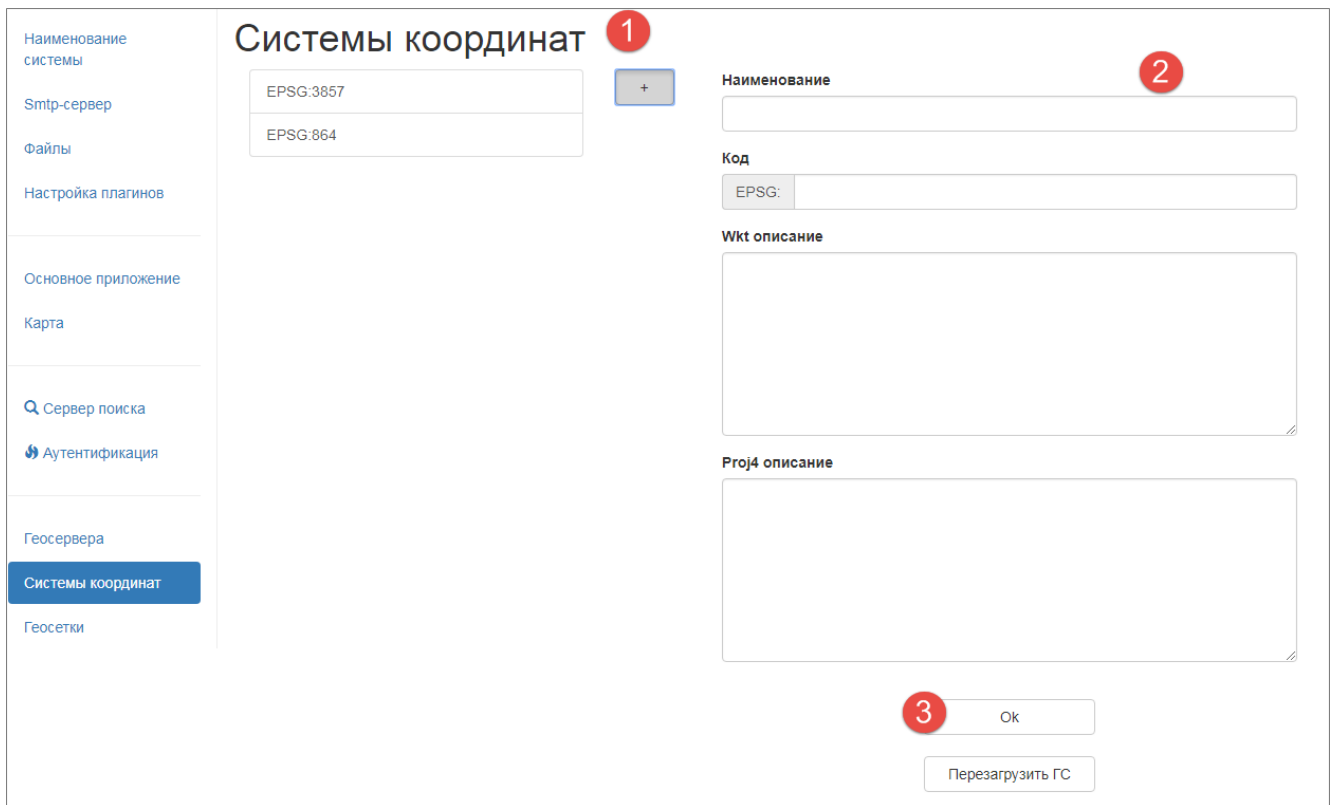 Наименование
системы
Smtp-сервер
Файлы
Настройка плагинов
Основное приложение
Карта
Сервер поиска
Аутентификация
Геосервера
Системы координат
Геосетки
Системы координат
1
EPSG:3857
EPSG:864
+
2
Наименование
Код
EPSG:
Wkt описание
Proj4 описание
3
Ok
Перезагрузить ГС